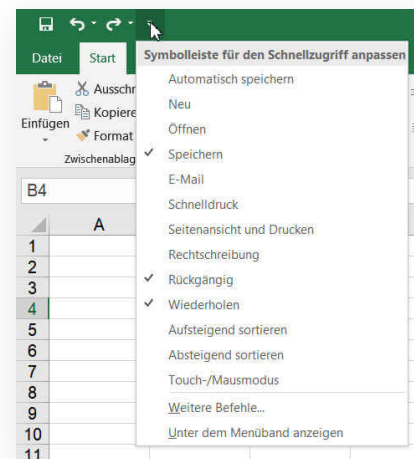 Datei Start
Symbolleiste für den Schnellzugriff anpassen
Automatisch speichern
Neu
Öffnen
Speichern
E-Mail
Schnelldruck
Seitenansicht und Drucken
Rechtschreibung
Rückgängig
Wiederholen
Aufsteigend sortieren
Absteigend sortieren
Touch-/Mausmodus
Weitere Befehle...
Unter dem Menüband anzeigen
Einfügen
Ausschr
Kopiere
Format
Zwischenablag
B4
A
1
2
3
4
5
6
7
8
9
10
11